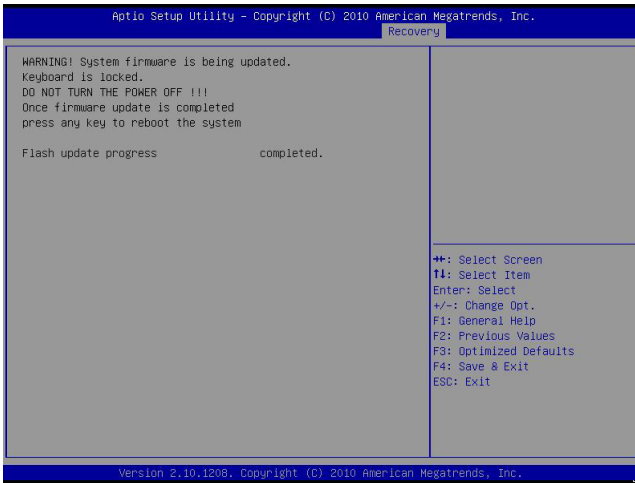 Aptio Setup Utility – Copyright (C) 2010 American Megatrends, Inc.
Recovery
WARNING! System firmware is being updated.
Keyboard is locked.
DO NOT TURN THE POWER OFF !!!
Once firmware update is completed
press any key to reboot the system
Flash update progress completed.
→←: Select Screen
↑↓: Select Item
Enter: Select
+/-: Change Opt.
F1: General Help
F2: Previous Values
F3: Optimized Defaults
F4: Save & Exit
ESC: Exit
Version 2.10.1208. Copyright (C) 2010 American Megatrends, Inc.